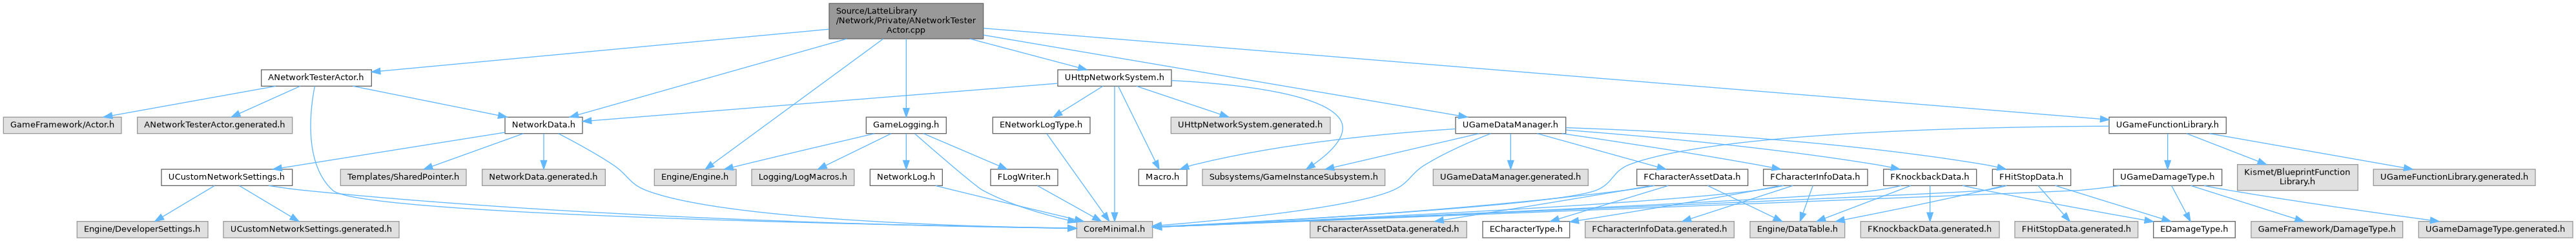 Source/LatteLibrary
/Network/Private/ANetworkTester
Actor.cpp
ANetworkTesterActor.h
UHttpNetworkSystem.h
GameFramework/Actor.h
ANetworkTesterActor.generated.h
NetworkData.h
GameLogging.h
ENetworkLogType.h
UHttpNetworkSystem.generated.h
UGameDataManager.h
UGameFunctionLibrary.h
UCustomNetworkSettings.h
Templates/SharedPointer.h
NetworkData.generated.h
Engine/Engine.h
Logging/LogMacros.h
NetworkLog.h
FLogWriter.h
Macro.h
Subsystems/GameInstanceSubsystem.h
UGameDataManager.generated.h
FCharacterAssetData.h
FCharacterInfoData.h
FKnockbackData.h
FHitStopData.h
UGameDamageType.h
Kismet/BlueprintFunction
Library.h
UGameFunctionLibrary.generated.h
Engine/DeveloperSettings.h
UCustomNetworkSettings.generated.h
CoreMinimal.h
FCharacterAssetData.generated.h
ECharacterType.h
FCharacterInfoData.generated.h
Engine/DataTable.h
FKnockbackData.generated.h
FHitStopData.generated.h
EDamageType.h
GameFramework/DamageType.h
UGameDamageType.generated.h